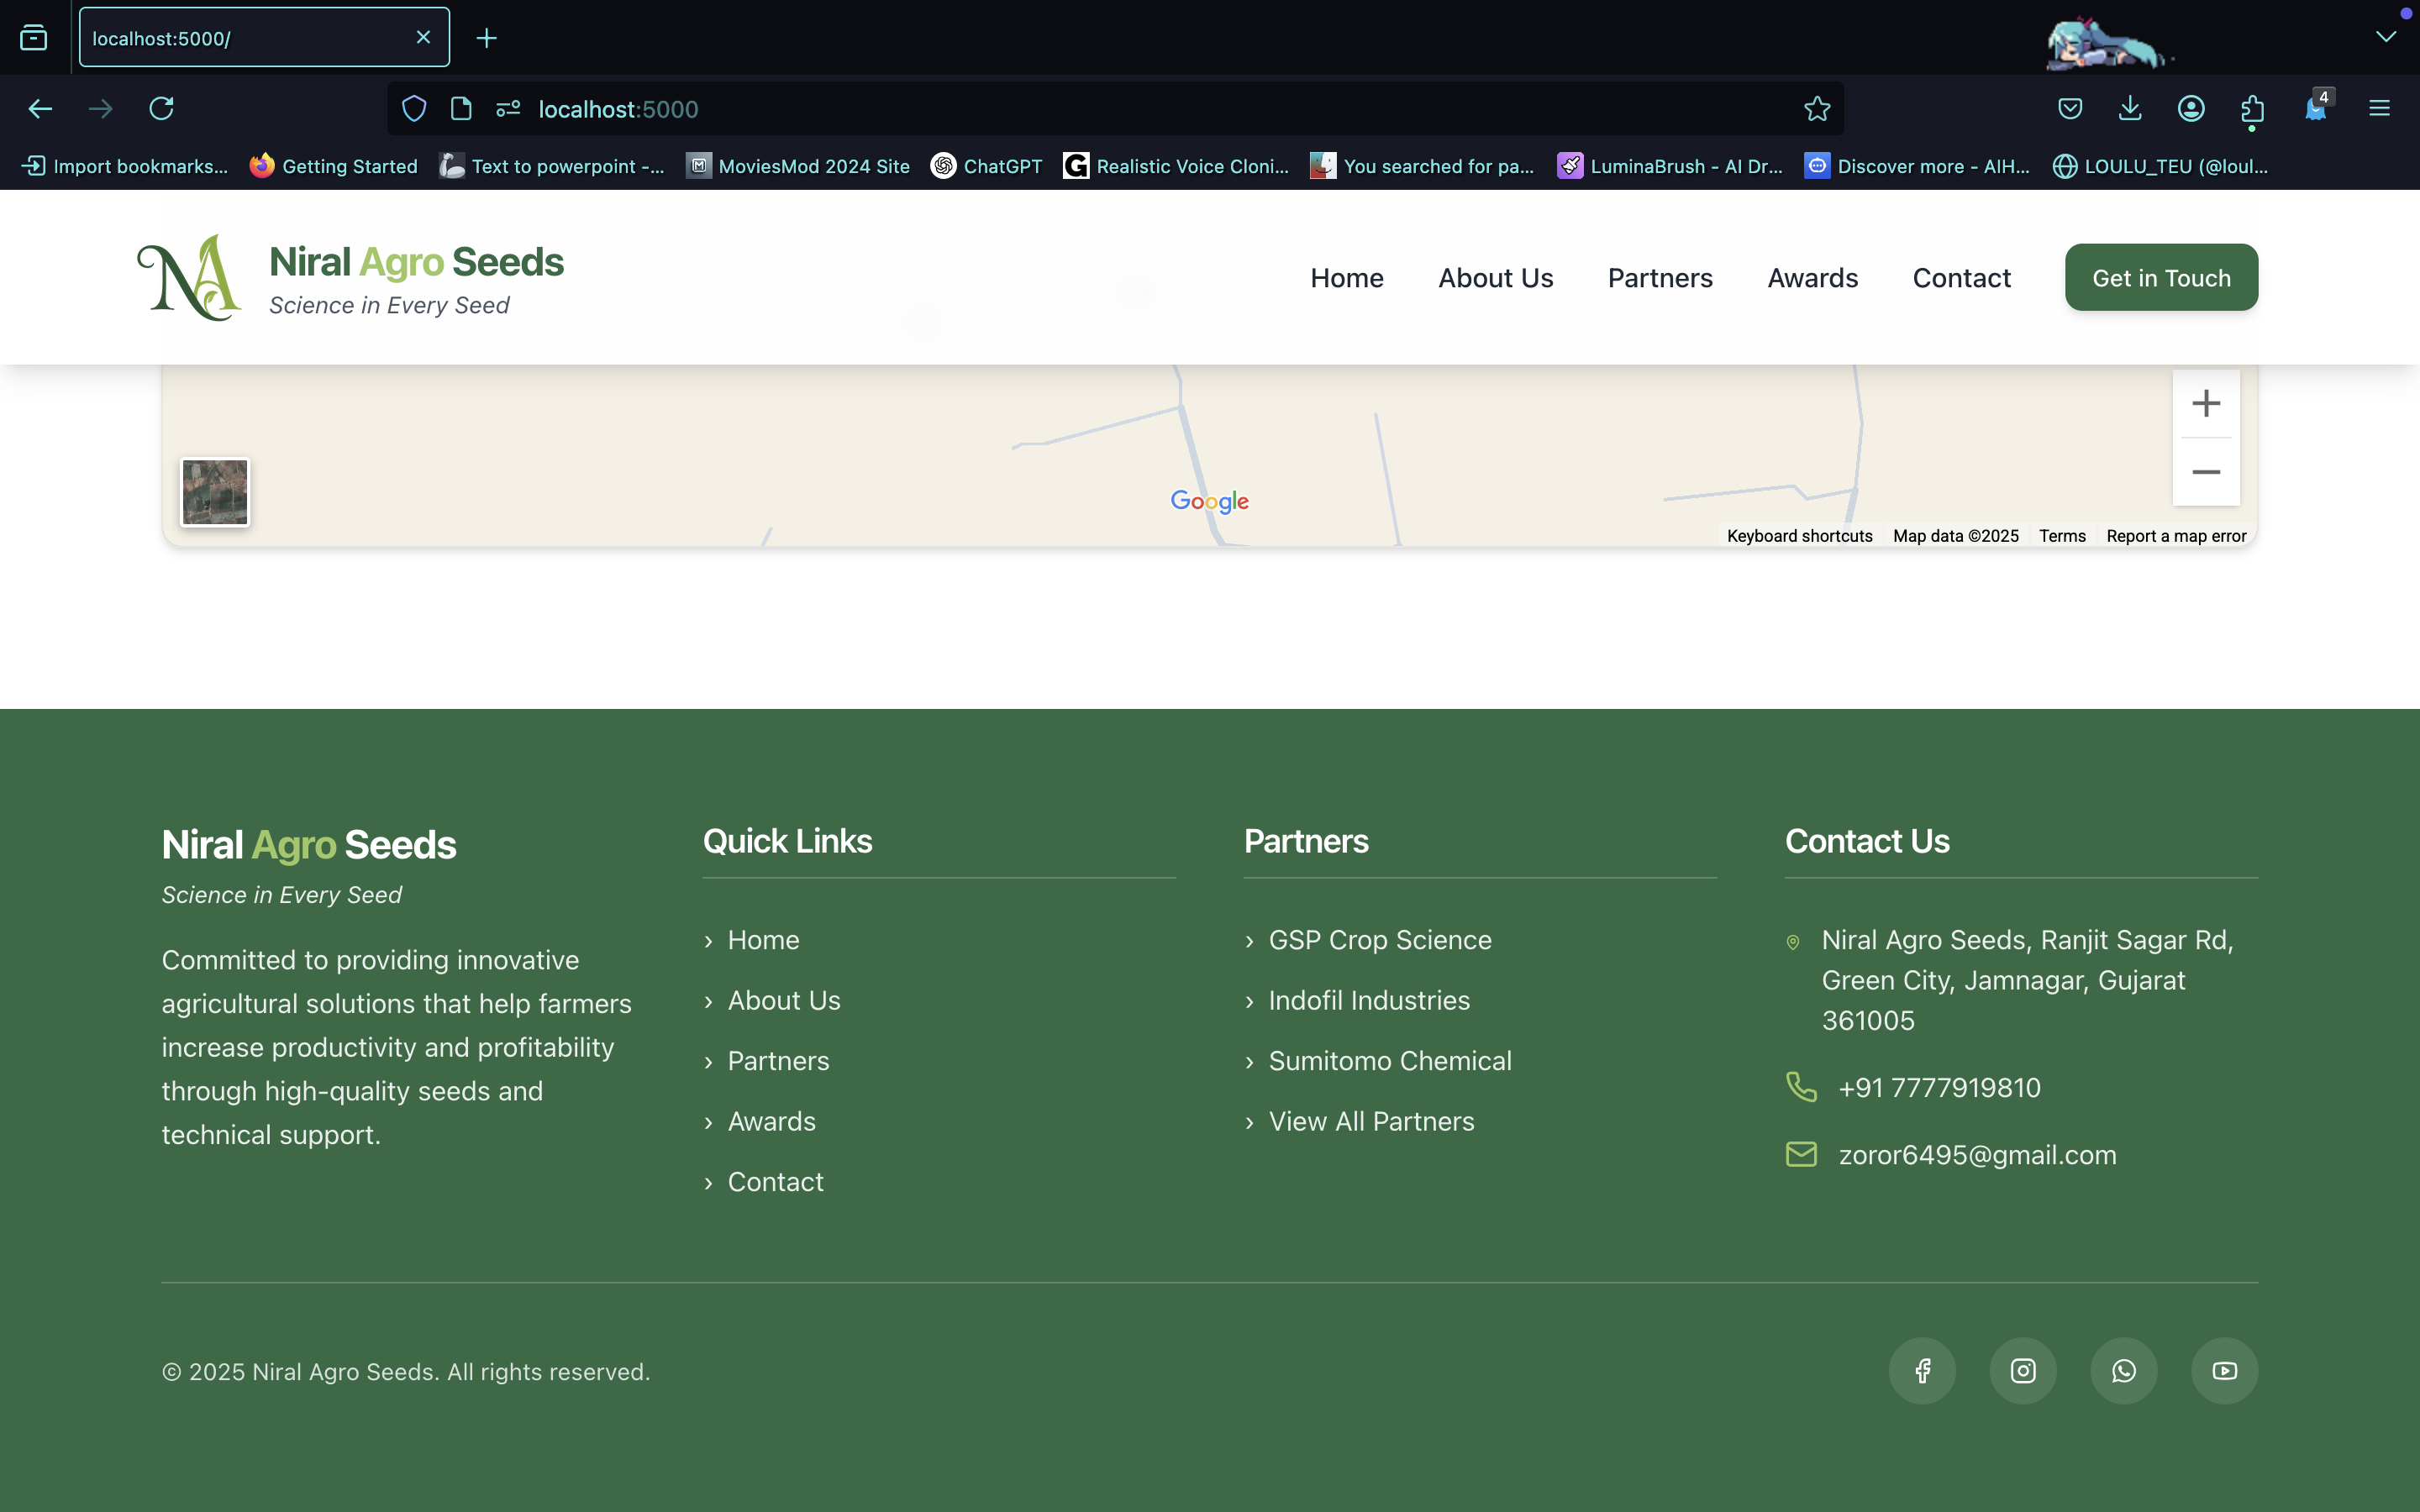 localhost:5000/
localhost:5000
4
Import bookmarks...
Getting Started
Text to powerpoint -...
MoviesMod 2024 Site
ChatGPT
Realistic Voice Cloni...
You searched for pa...
LuminaBrush - AI Dr...
Discover more - AIH...
LOULU_TEU (@loul...
NA
Niral Agro Seeds
Science in Every Seed
Home
About Us
Partners
Awards
Contact
Get in Touch
Google
Keyboard shortcuts
Map data ©2025
Terms
Report a map error
Niral Agro Seeds
Science in Every Seed
Committed to providing innovative
agricultural solutions that help farmers
increase productivity and profitability
through high-quality seeds and
technical support.
Quick Links
› Home
› About Us
› Partners
› Awards
› Contact
Partners
› GSP Crop Science
› Indofil Industries
› Sumitomo Chemical
› View All Partners
Contact Us
Niral Agro Seeds, Ranjit Sagar Rd,
Green City, Jamnagar, Gujarat
361005
+91 7777919810
zoror6495@gmail.com
© 2025 Niral Agro Seeds. All rights reserved.